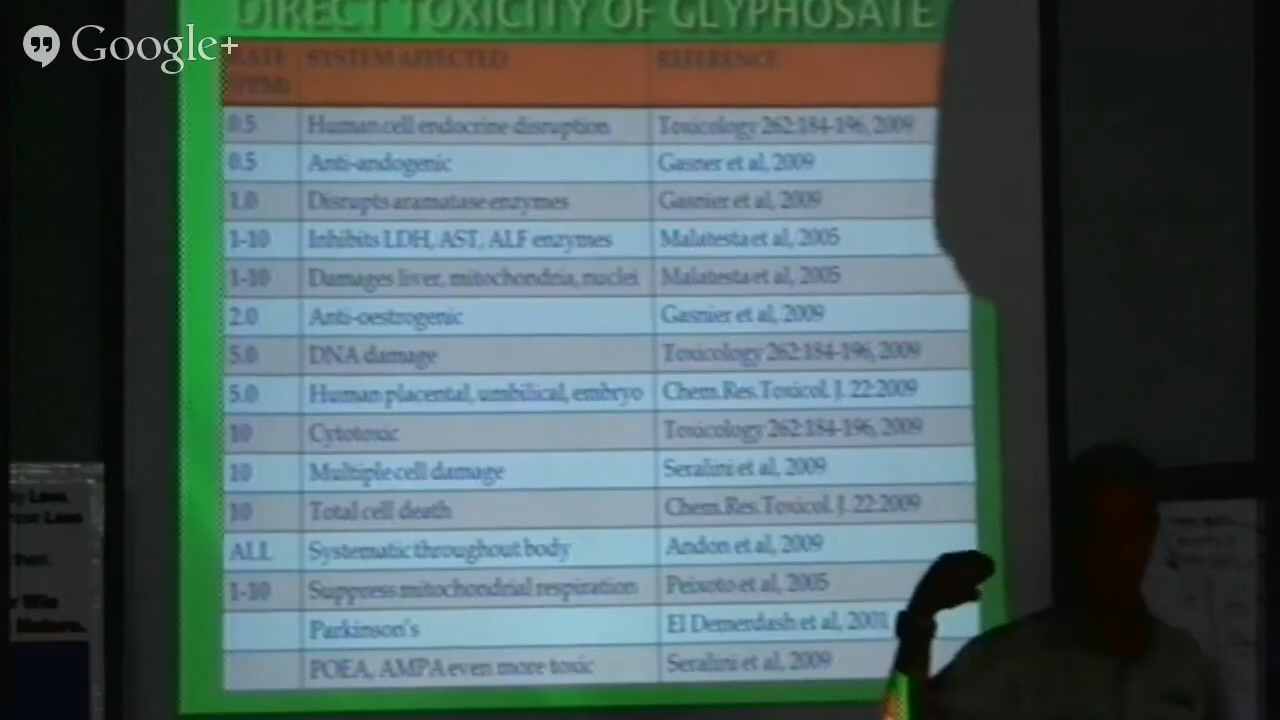 Google+
DIRECT TOXICITY OF GLYPHOSATE
RATE SYSTEM AFFECTED REFERENCE
(PPM)
0.5 Human cell endocrine disruption Toxicology 262:184-196, 2009
0.5 Anti-andogenic Gasner et al, 2009
1.0 Disrupts aramatase enzymes Gasnier et al, 2009
1-10 Inhibits LDH, AST, ALF enzymes Malatesta et al, 2005
1-10 Damages liver, mitochondria, nuclei Malatesta et al, 2005
2.0 Anti-oestrogenic Gasnier et al, 2009
5.0 DNA damage Toxicology 262:184-196, 2009
5.0 Human placental, umbilical, embryo Chem.Res.Toxicol. J. 22:2009
10 Cytotoxic Toxicology 262:184-196, 2009
10 Multiple cell damage Seralini et al, 2009
10 Total cell death Chem.Res.Toxicol. J. 22:2009
ALL Systematic throughout body Andon et al, 2009
1-10 Suppress mitochondrial respiration Peixoto et al, 2005
Parkinson's El Demerdash et al, 2001
POEA, AMPA even more toxic Seralini et al, 2009